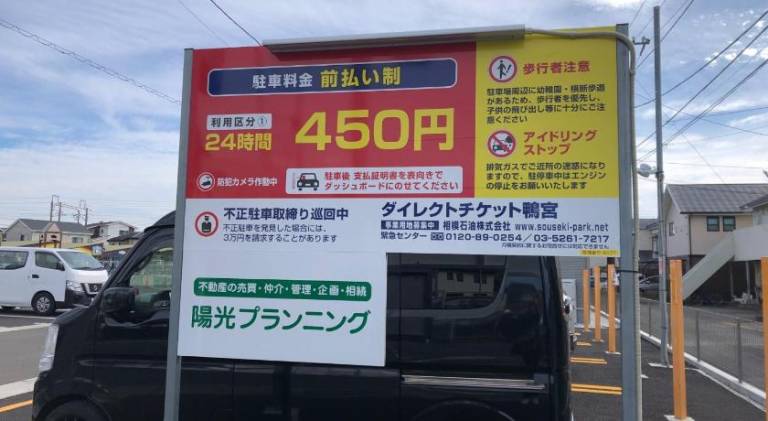 駐車料金 前払い制
利用区分①
24時間 450円
防犯カメラ作動中
駐車後 支払証明書を表向きで
ダッシュボードにのせてください
歩行者注意
駐車場周辺に幼稚園・横断歩道
があるため、歩行者を優先し、
子供の飛び出し等に十分にご注
意ください
アイドリング
ストップ
排気ガスでご近所の迷惑になり
ますので、駐停車中はエンジン
の停止をお願いいたします
不正駐車取締り巡回中
不正駐車を発見した場合には、
3万円を請求することがあります
ダイレクトチケット鴨宮
事業用地募集中 相模石油株式会社 www.souseki-park.net
緊急センター 0120-89-0254 / 03-5261-7217
不動産の売買・仲介・管理・企画・相続
陽光プランニング